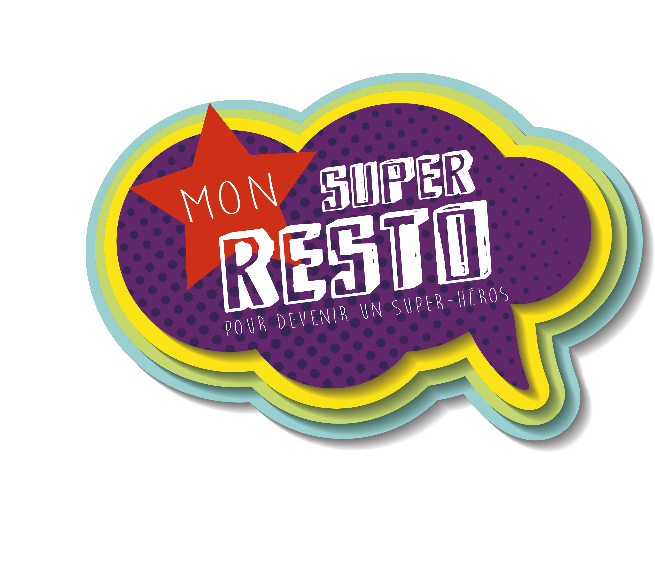 MON SUPER
RESTO
POUR DEVENIR UN SUPER-HÉROS